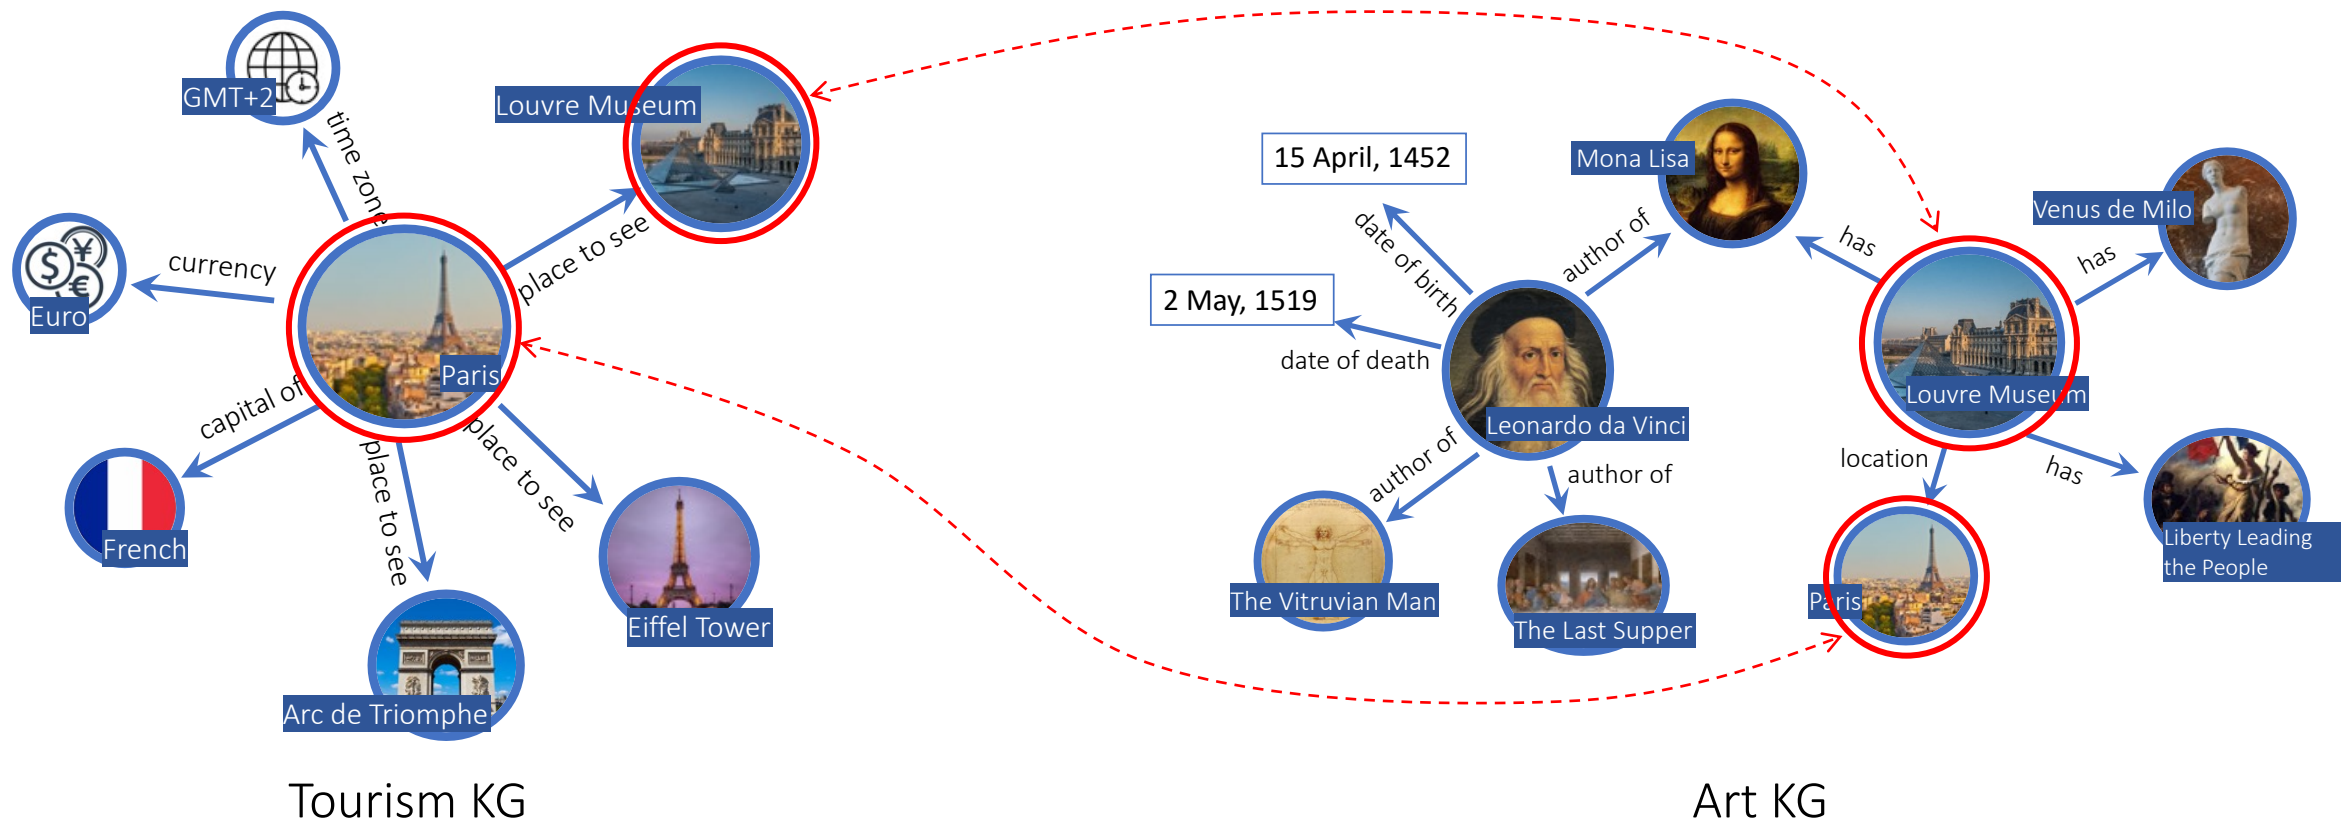 GMT+2
time zone
Louvre Museum
place to see
currency
Euro
Paris
capital of
French
place to see
Arc de Triomphe
place to see
Eiffel Tower
Tourism KG
15 April, 1452
date of birth
2 May, 1519
date of death
Mona Lisa
author of
Leonardo da Vinci
author of
The Vitruvian Man
author of
The Last Supper
has
Venus de Milo
has
Louvre Museum
location
Paris
has
Liberty Leading
the People
Art KG